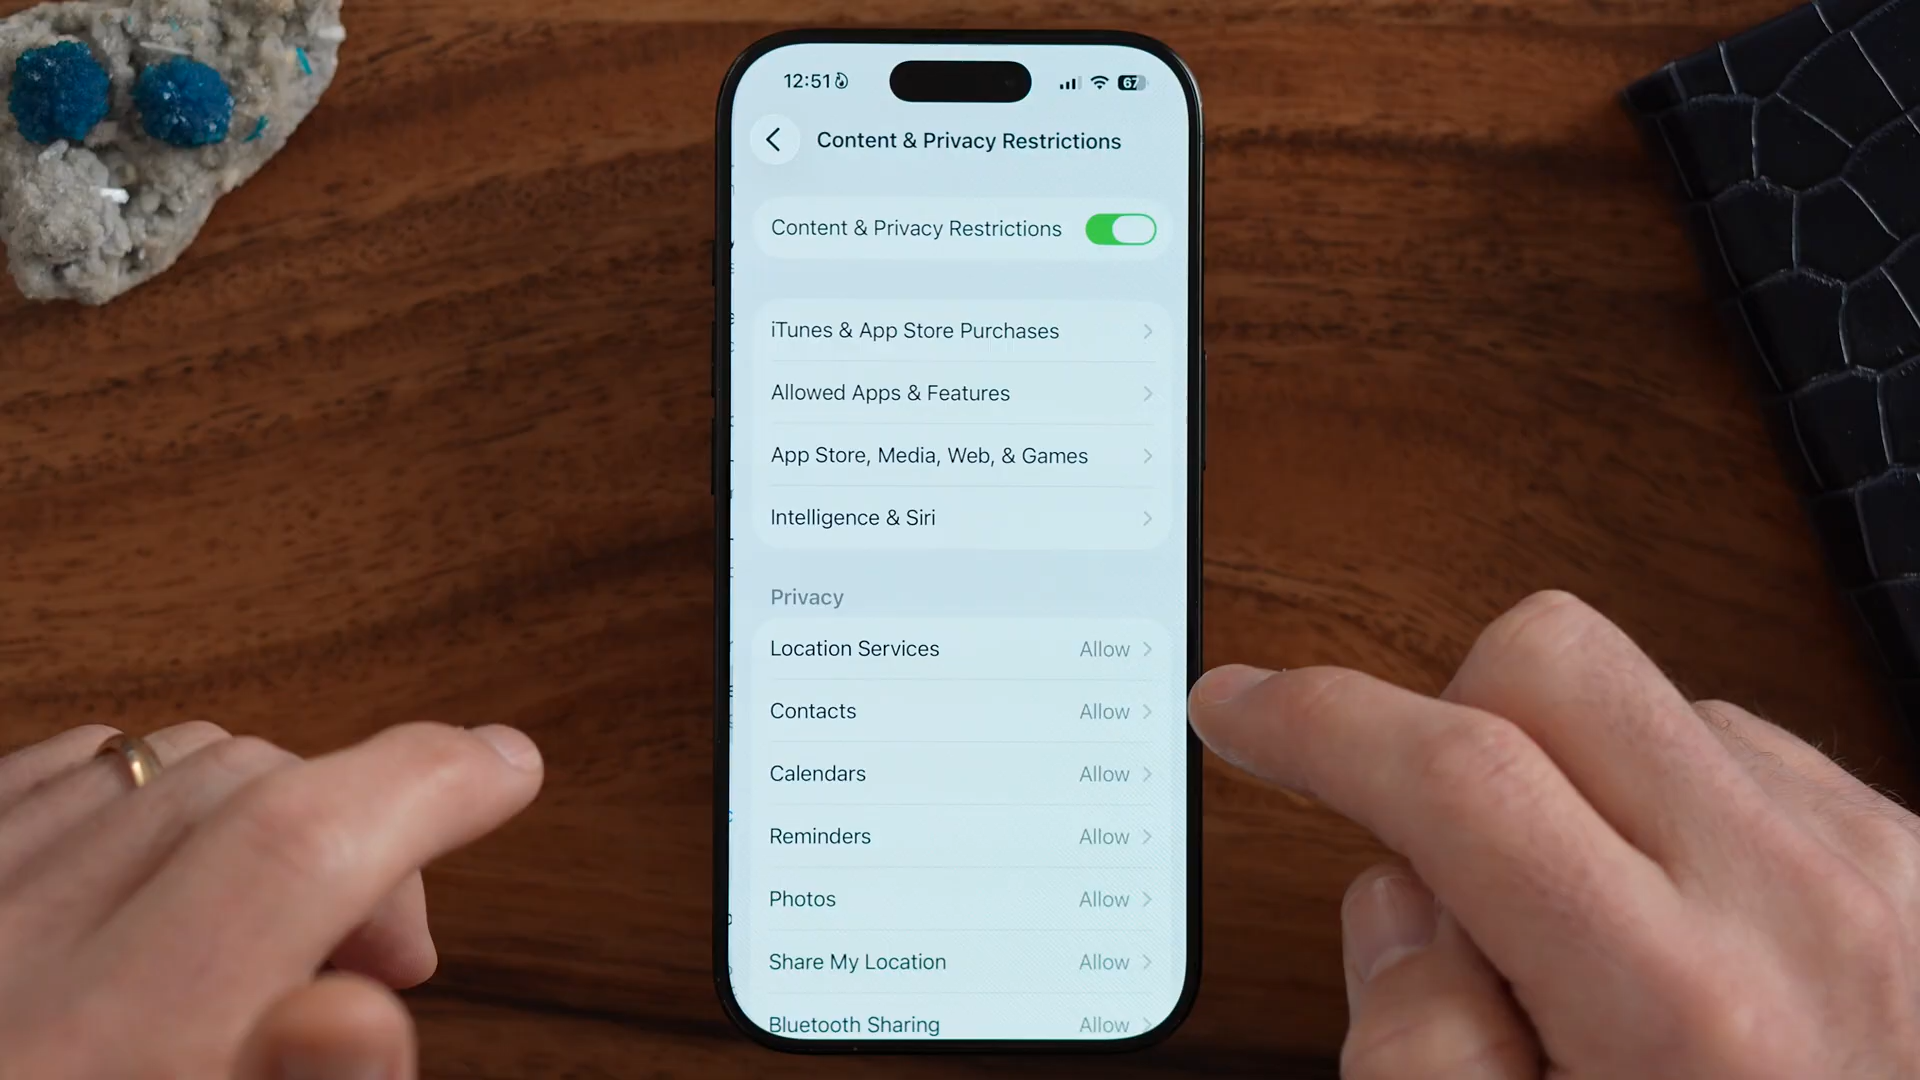 12:51
67
Content & Privacy Restrictions
Content & Privacy Restrictions
iTunes & App Store Purchases
Allowed Apps & Features
App Store, Media, Web, & Games
Intelligence & Siri
Privacy
Location Services Allow
Contacts Allow
Calendars Allow
Reminders Allow
Photos Allow
Share My Location Allow
Bluetooth Sharing Allow